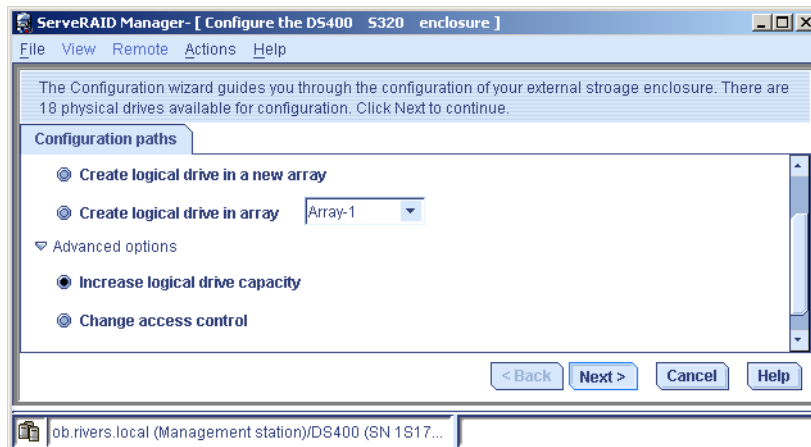 ServeRAID Manager- [ Configure the DS400 S320 enclosure ]
File View Remote Actions Help
The Configuration wizard guides you through the configuration of your external stroage enclosure. There are
18 physical drives available for configuration. Click Next to continue.
Configuration paths
Create logical drive in a new array
Create logical drive in array Array-1
Advanced options
Increase logical drive capacity
Change access control
< Back Next > Cancel Help
ob.rivers.local (Management station)/DS400 (SN 1S17...